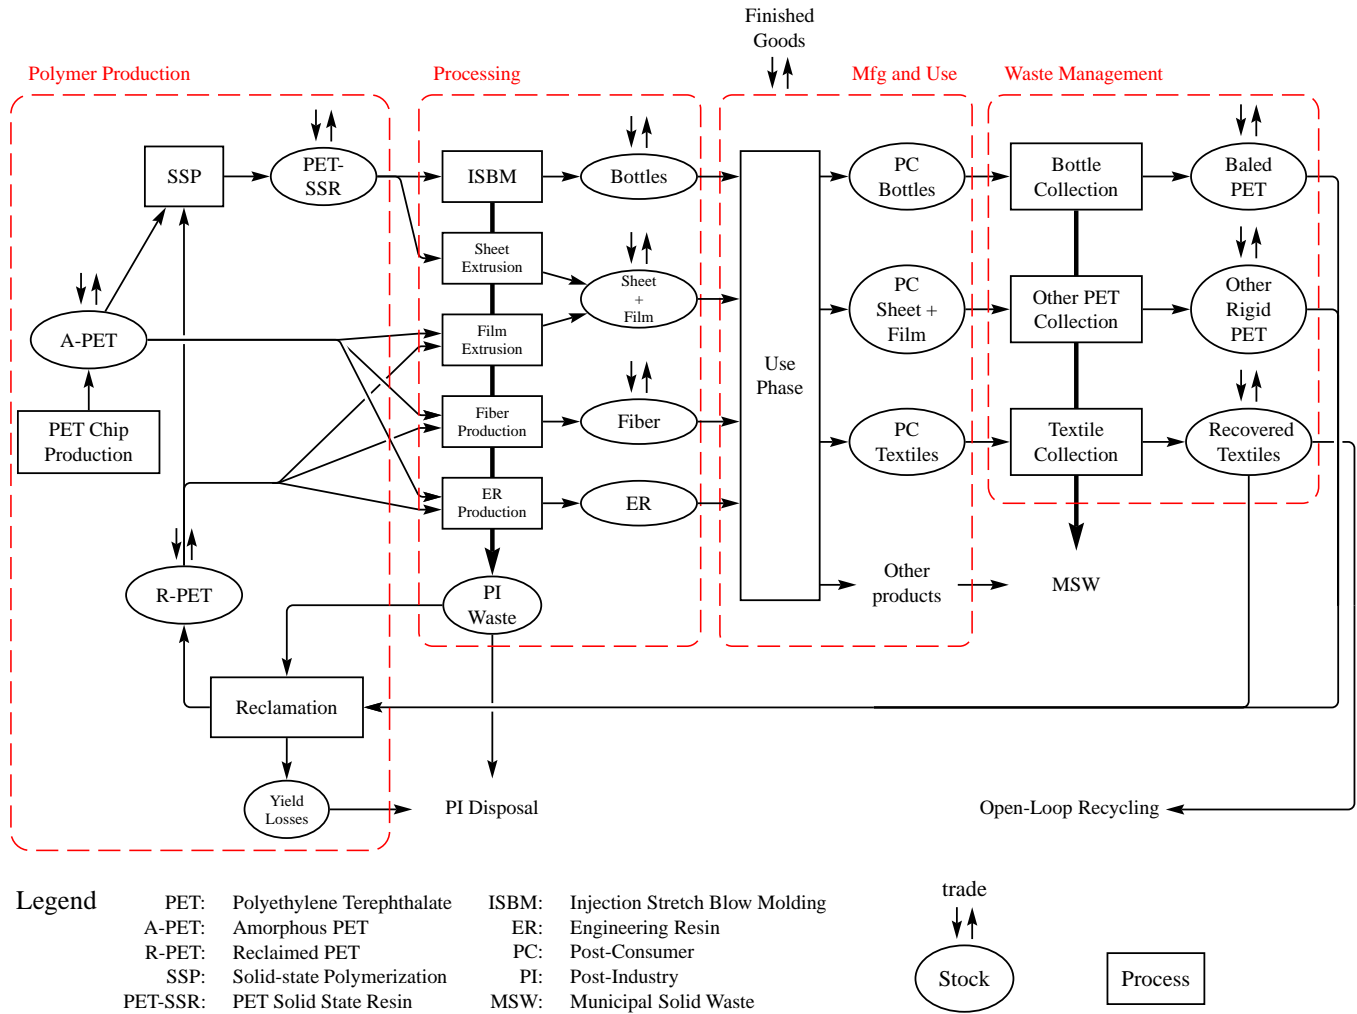 Finished
Goods
Polymer Production
Processing
Mfg and Use
Waste Management
SSP
PET-
SSR
ISBM
Bottles
PC
Bottles
Bottle
Collection
Baled
PET
Sheet
Extrusion
Sheet
+
Film
PC
Sheet +
Film
Other PET
Collection
Other
Rigid
PET
A-PET
Film
Extrusion
Use
Phase
PET Chip
Production
Fiber
Production
Fiber
PC
Textiles
Textile
Collection
Recovered
Textiles
ER
Production
ER
R-PET
PI
Waste
Other
products
MSW
Reclamation
Yield
Losses
PI Disposal
Open-Loop Recycling
Legend
PET: Polyethylene Terephthalate
A-PET: Amorphous PET
R-PET: Reclaimed PET
SSP: Solid-state Polymerization
PET-SSR: PET Solid State Resin
ISBM: Injection Stretch Blow Molding
ER: Engineering Resin
PC: Post-Consumer
PI: Post-Industry
MSW: Municipal Solid Waste
trade
Stock
Process